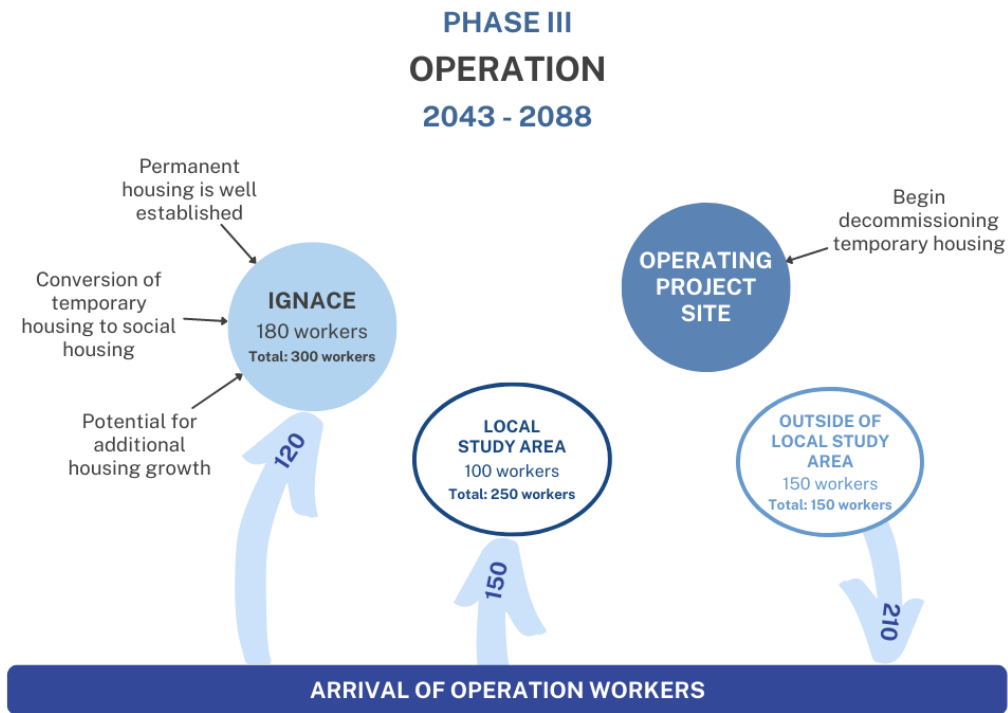 PHASE III
OPERATION
2043 - 2088
Permanent
housing is well
established
Conversion of
temporary
housing to social
housing
Potential for
additional
housing growth
IGNACE
180 workers
Total: 300 workers
120
OPERATING
PROJECT
SITE
Begin
decommissioning
temporary housing
LOCAL
STUDY AREA
100 workers
Total: 250 workers
150
OUTSIDE OF
LOCAL STUDY
AREA
150 workers
Total: 150 workers
210
ARRIVAL OF OPERATION WORKERS